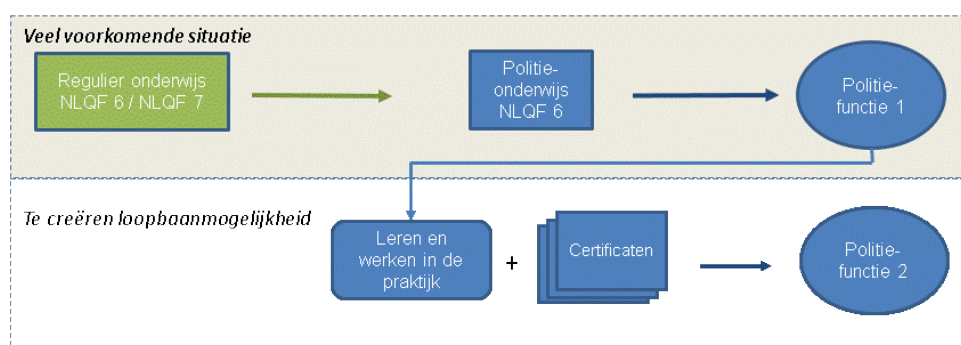 Veel voorkomende situatie
Regulier onderwijs
NLQF 6 / NLQF 7
Politie-
onderwijs
NLQF 6
Politie-
functie 1
Te creëren loopbaanmogelijkheid
Leren en
werken in de
praktijk
+
Certificaten
Politie-
functie 2